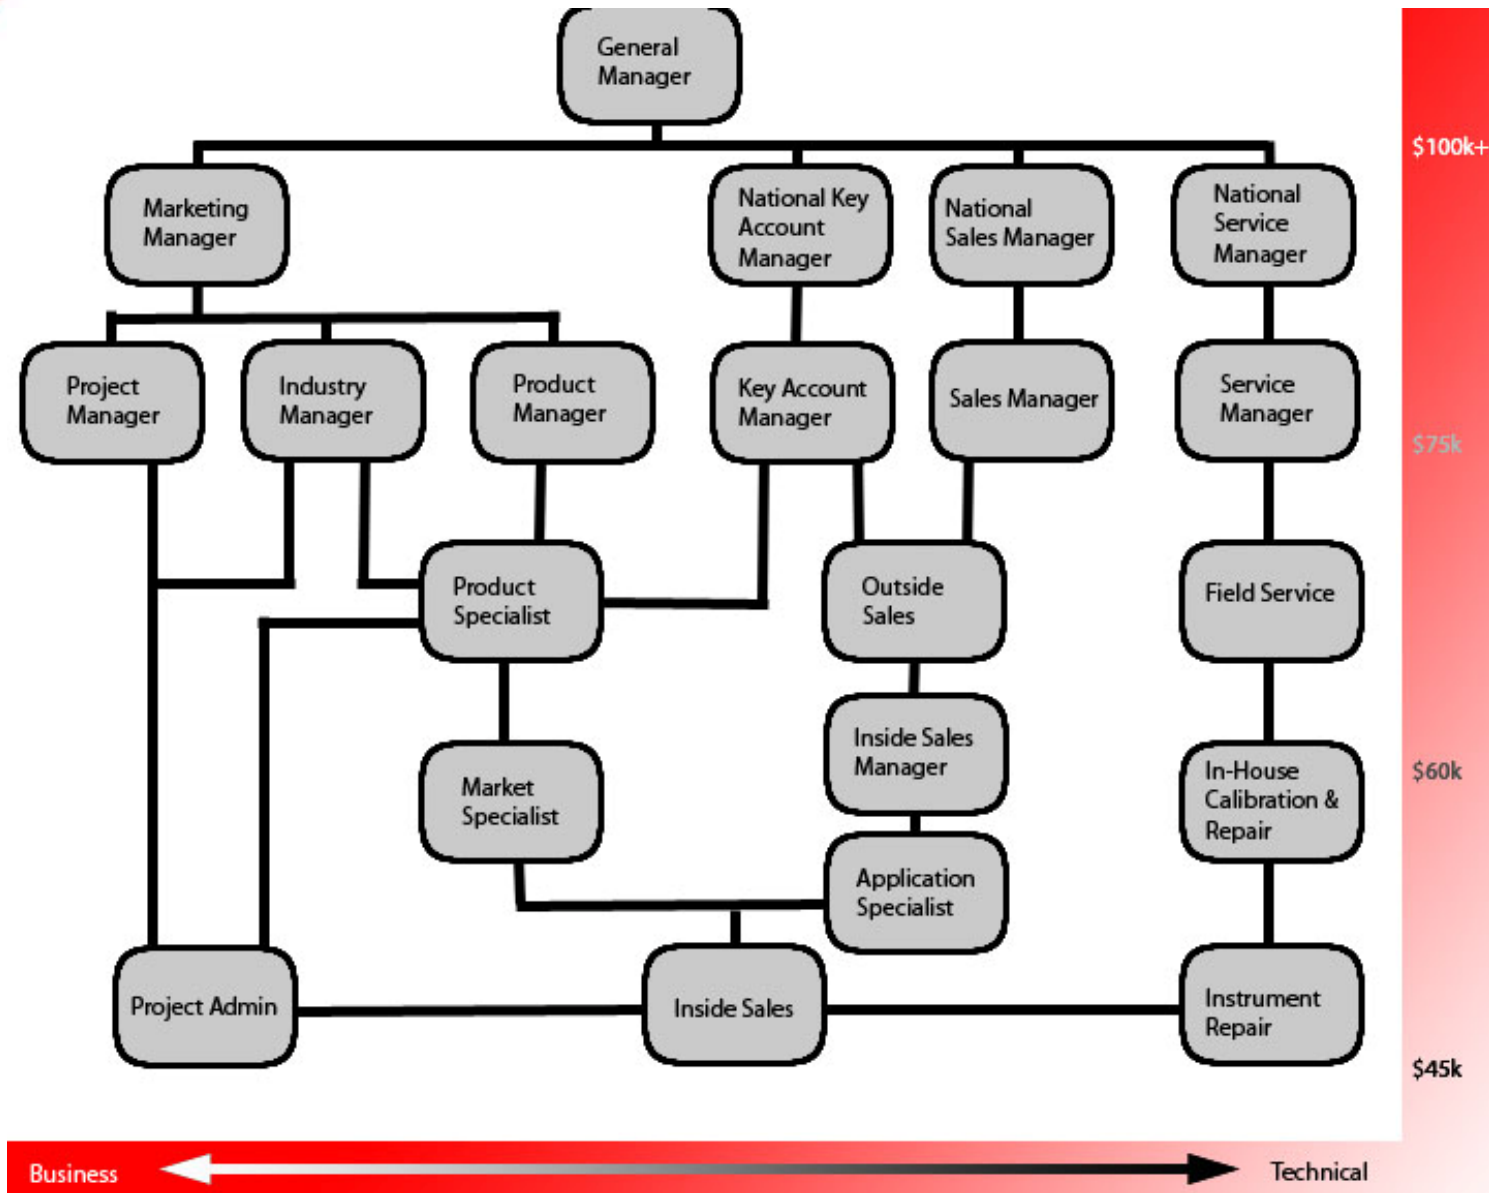 General
Manager
$100k+
Marketing
Manager
National Key
Account
Manager
National
Sales Manager
National
Service
Manager
Project
Manager
Industry
Manager
Product
Manager
Key Account
Manager
Sales Manager
Service
Manager
$75k
Product
Specialist
Outside
Sales
Field Service
Inside Sales
Manager
Market
Specialist
In-House
Calibration &
Repair
$60k
Application
Specialist
Project Admin
Inside Sales
Instrument
Repair
$45k
Business
Technical